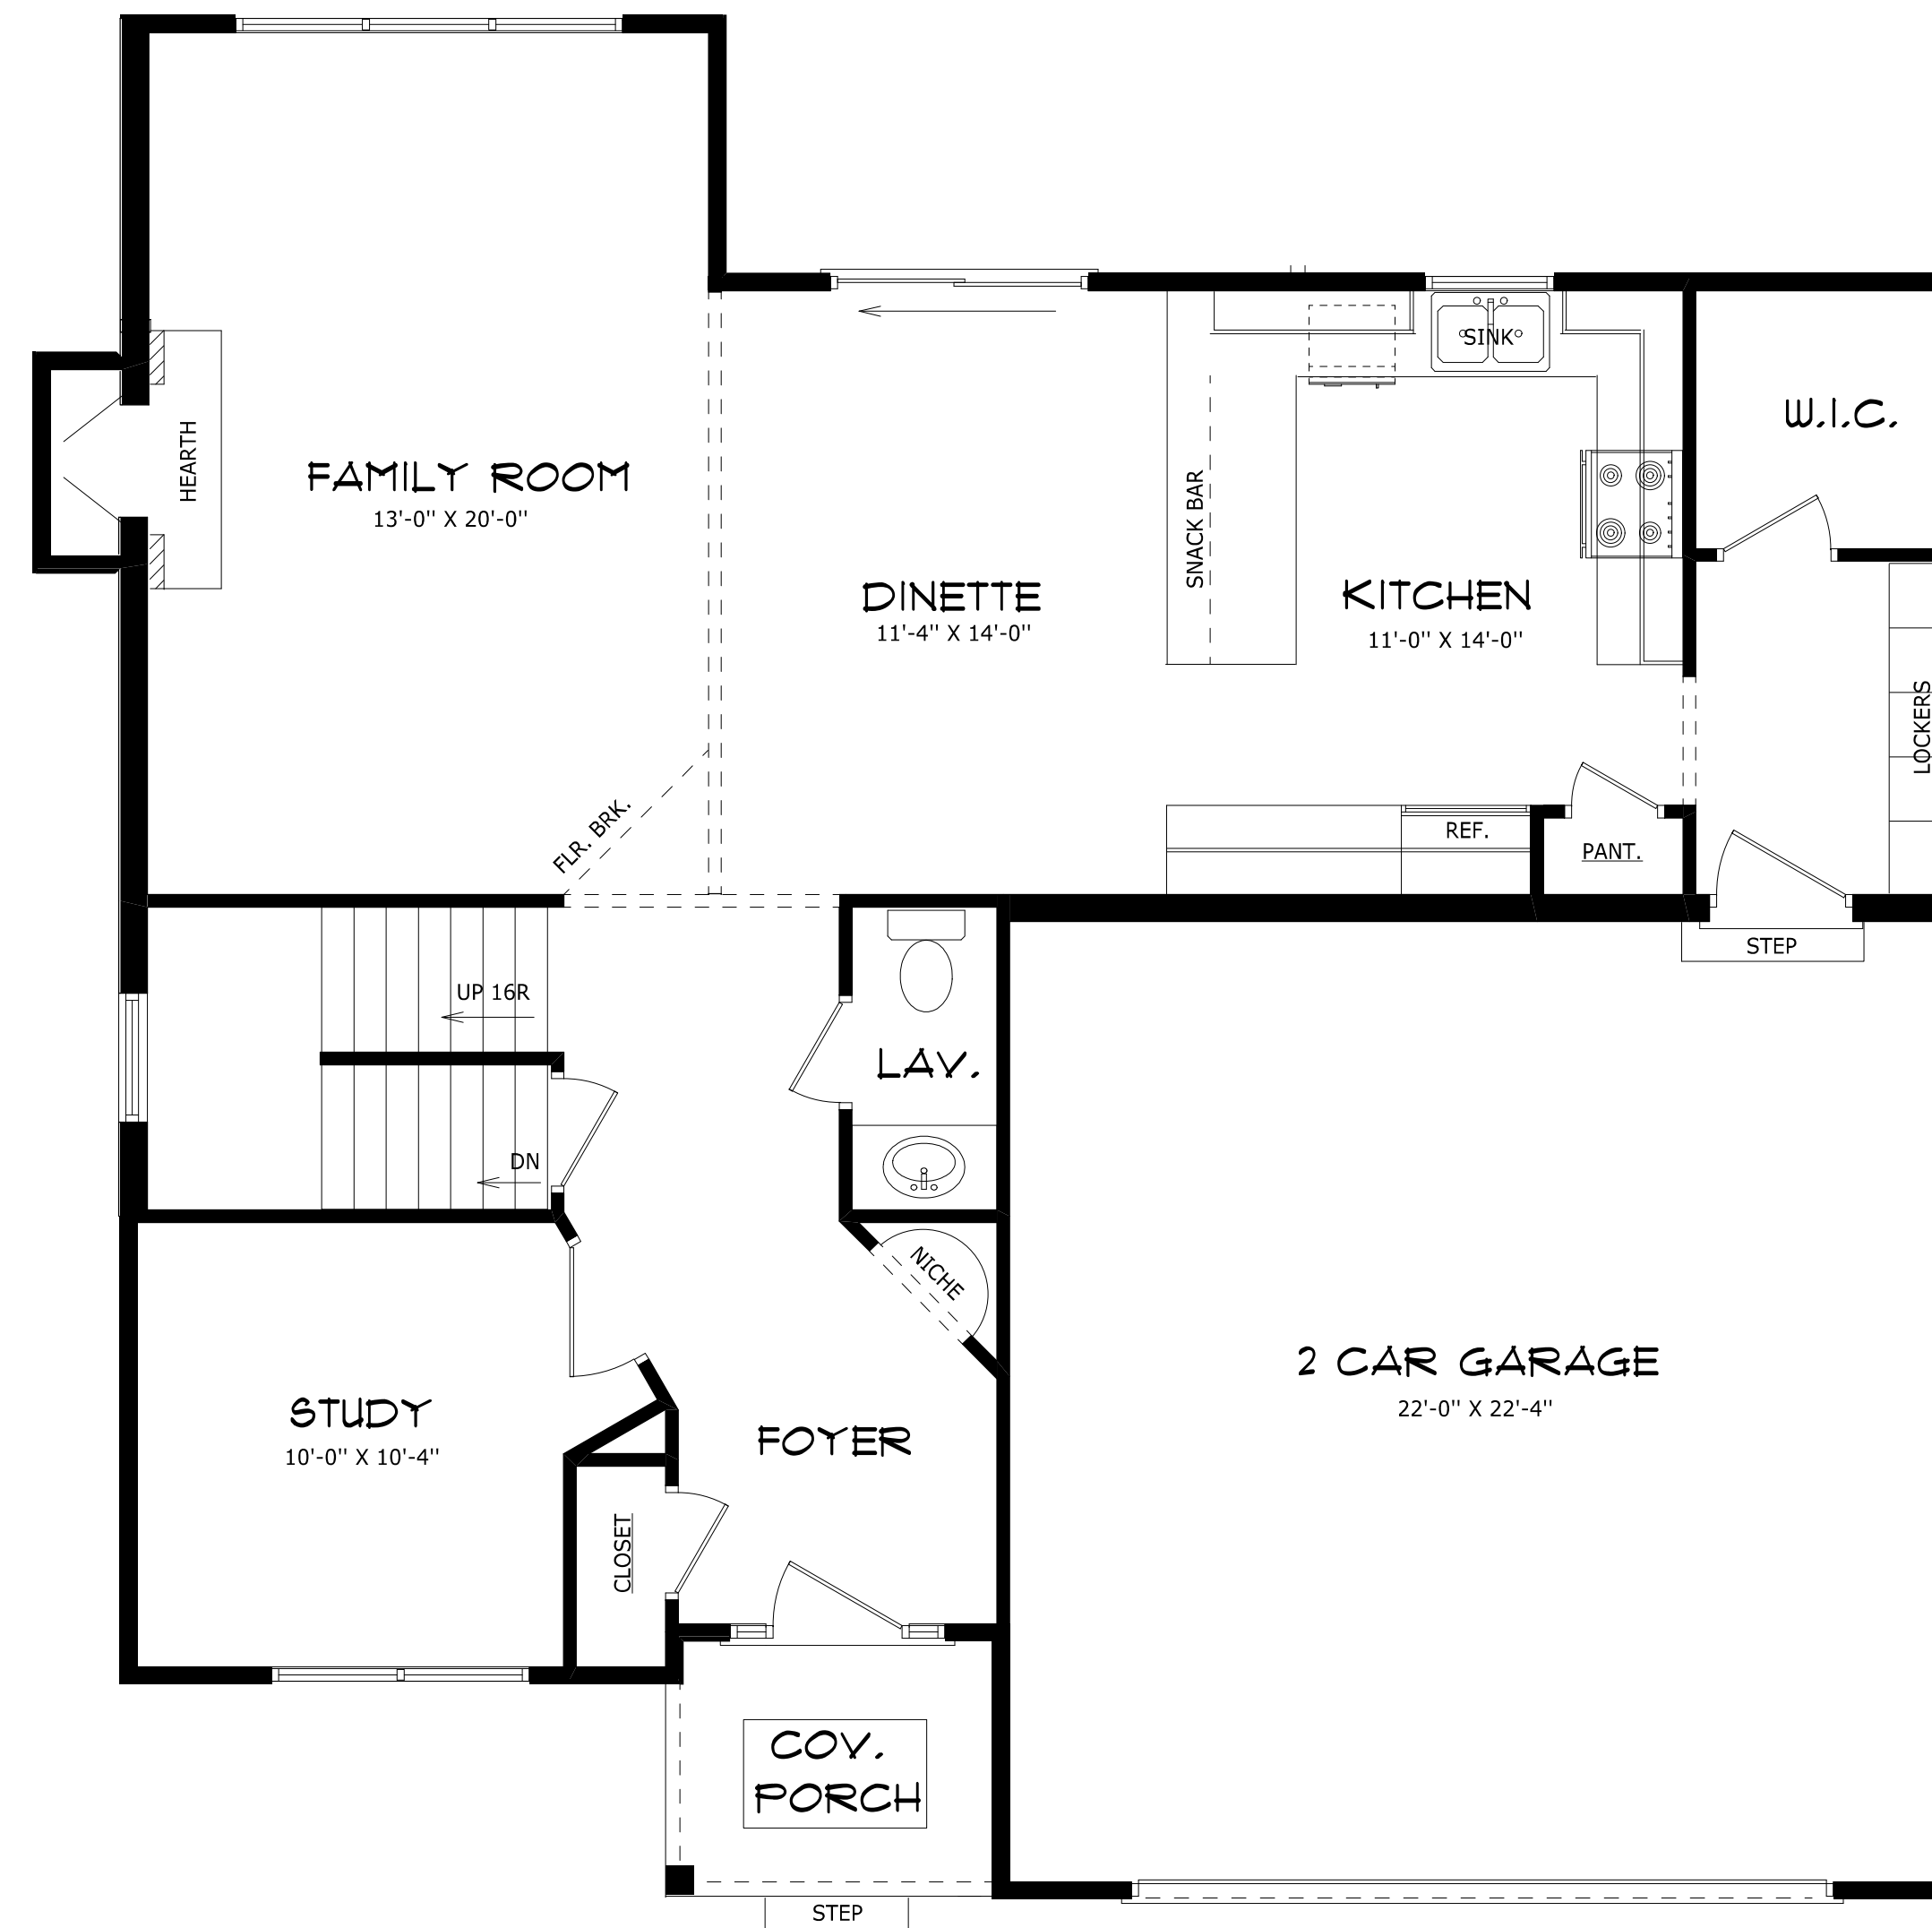 SINK
W.I.C.
HEARTH
FAMILY ROOM
13'-0" X 20'-0"
SNACK BAR
DINETTE
11'-4" X 14'-0"
KITCHEN
11'-0" X 14'-0"
LOCKERS
FLR. BRK.
REF.
PANT.
STEP
UP 16R
LAV.
DN
NICHE
2 CAR GARAGE
22'-0" X 22'-4"
STUDY
10'-0" X 10'-4"
FOYER
CLOSET
COV.
PORCH
STEP